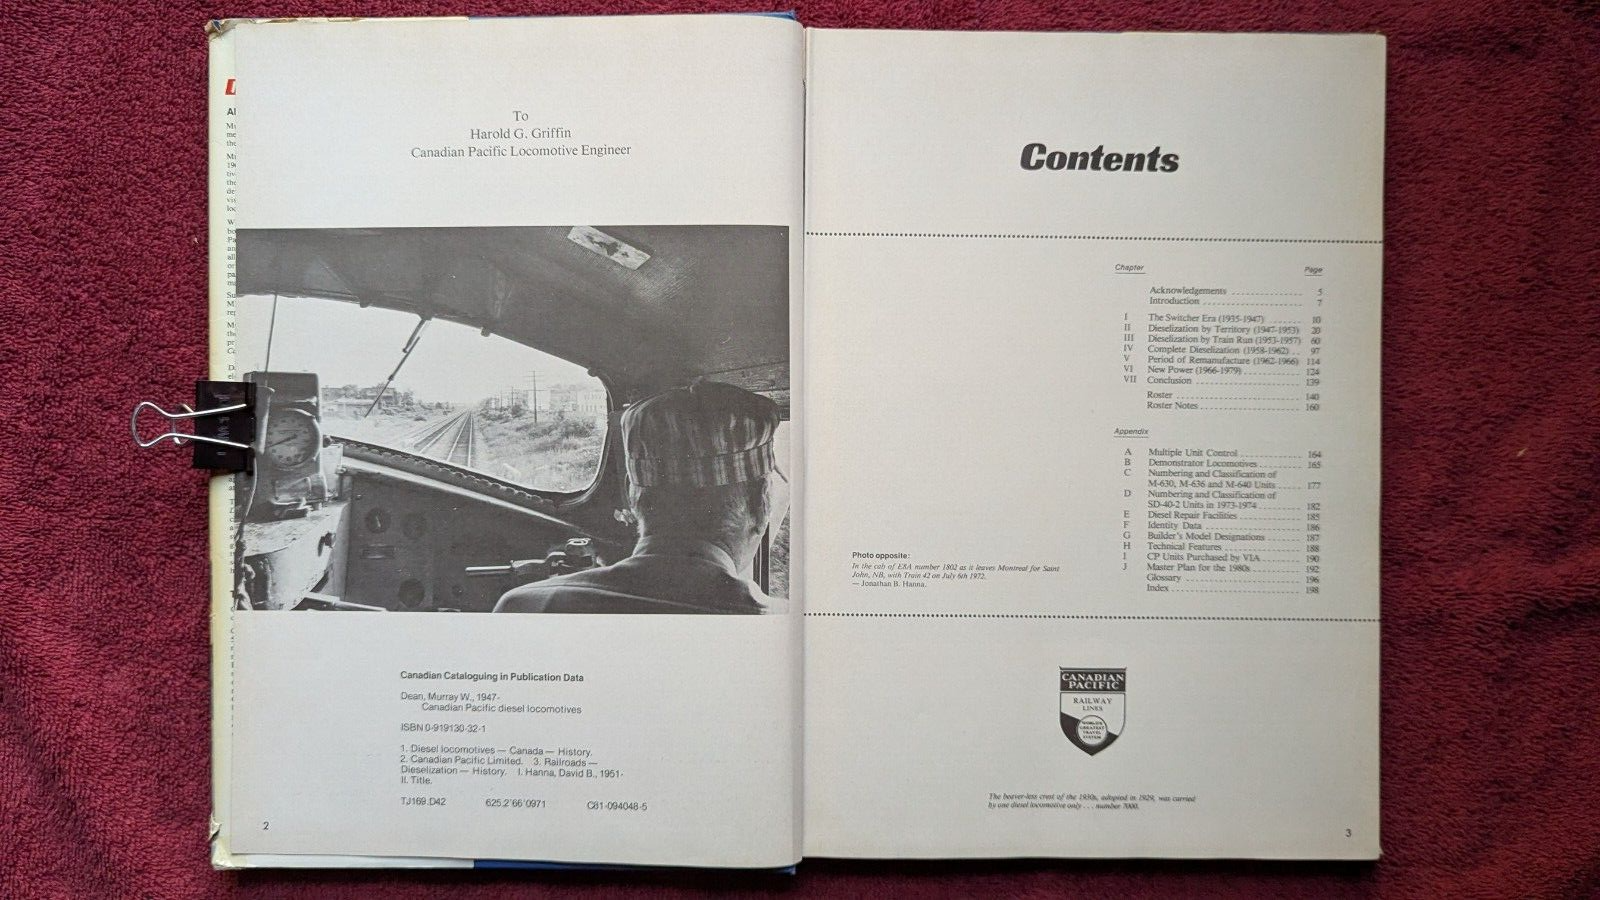 To
Harold G. Griffin
Canadian Pacific Locomotive Engineer
Canadian Cataloguing in Publication Data
Dean, Murray W., 1947-
Canadian Pacific diesel locomotives
ISBN 0-919130-32-1
1. Diesel locomotives — Canada — History.
2. Canadian Pacific Limited. 3. Railroads —
Dieselization — History. I. Hanna, David B., 1951-
II. Title.
TJ169.D42 625.2'66'0971 C81-094048-5
2
Contents
Chapter Page
Acknowledgements 5
Introduction 7
I The Switcher Era (1935-1947) 10
II Dieselization by Territory (1947-1953) 20
III Dieselization by Train Run (1953-1957) 60
IV Complete Dieselization (1958-1962) 97
V Period of Remanufacture (1962-1966) 114
VI New Power (1966-1979) 124
VII Conclusion 139
Roster 140
Roster Notes 160
Appendix
A Multiple Unit Control 164
B Demonstrator Locomotives 165
C Numbering and Classification of
M-630, M-636 and M-640 Units 177
D Numbering and Classification of
SD-40-2 Units in 1973-1974 182
E Diesel Repair Facilities 185
F Identity Data 186
G Builder's Model Designations 187
H Technical Features 188
I CP Units Purchased by VIA 190
J Master Plan for the 1980s 192
Glossary 196
Index 198
Photo opposite:
In the cab of E8A number 1802 as it leaves Montreal for Saint
John, NB, with Train 42 on July 6th 1972.
— Jonathan B. Hanna.
CANADIAN
PACIFIC
RAILWAY
LINES
WORLD'S
GREATEST
TRAVEL
SYSTEM
The beaver-less crest of the 1930s, adopted in 1929, was carried
by one diesel locomotive only . . . number 7000.
3